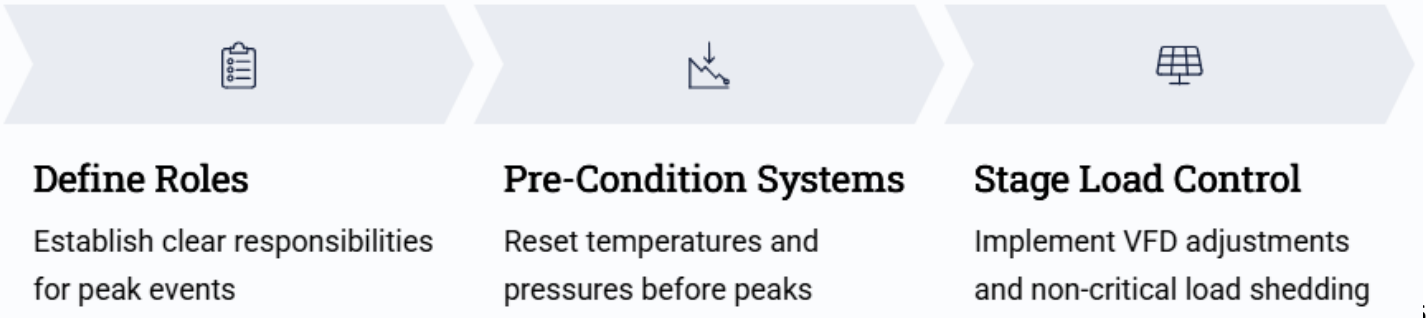 Define Roles
Establish clear responsibilities
for peak events
Pre-Condition Systems
Reset temperatures and
pressures before peaks
Stage Load Control
Implement VFD adjustments
and non-critical load shedding